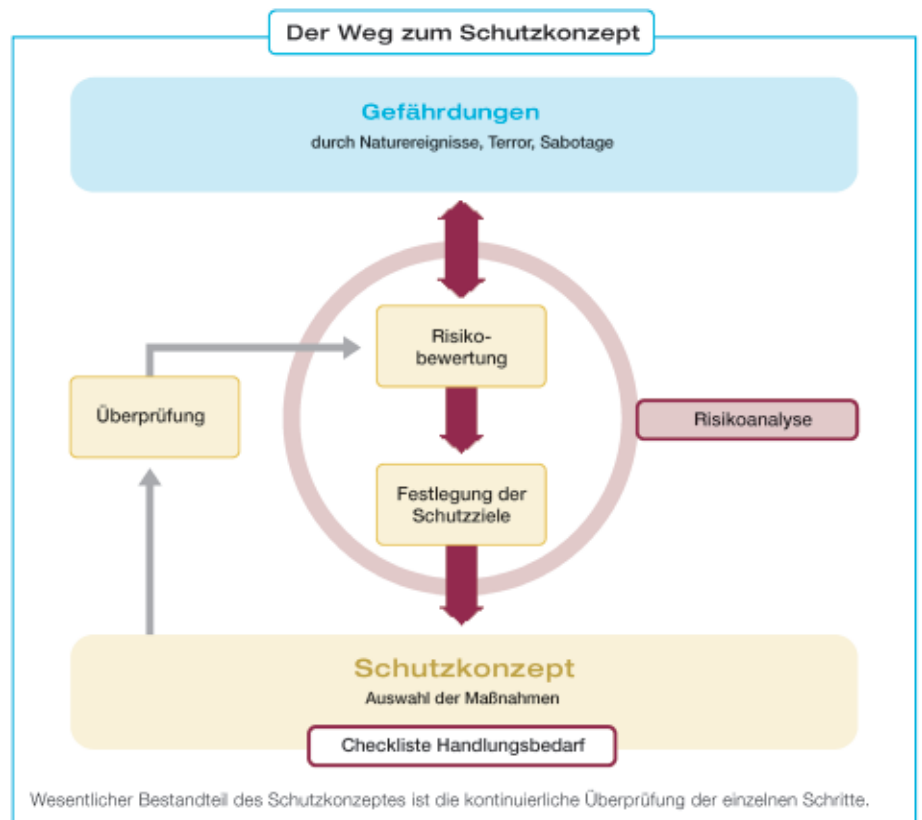 Der Weg zum Schutzkonzept
Gefährdungen
durch Naturereignisse, Terror, Sabotage
Risiko-
bewertung
Überprüfung
Risikoanalyse
Festlegung der
Schutzziele
Schutzkonzept
Auswahl der Maßnahmen
Checkliste Handlungsbedarf
Wesentlicher Bestandteil des Schutzkonzeptes ist die kontinuierliche Überprüfung der einzelnen Schritte.